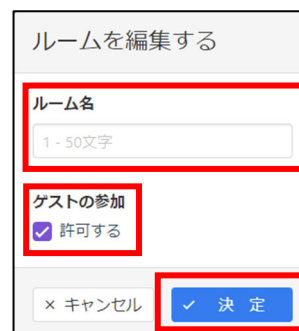 ルームを編集する
ルーム名
1 - 50文字
ゲストの参加
許可する
× キャンセル
✓ 決 定